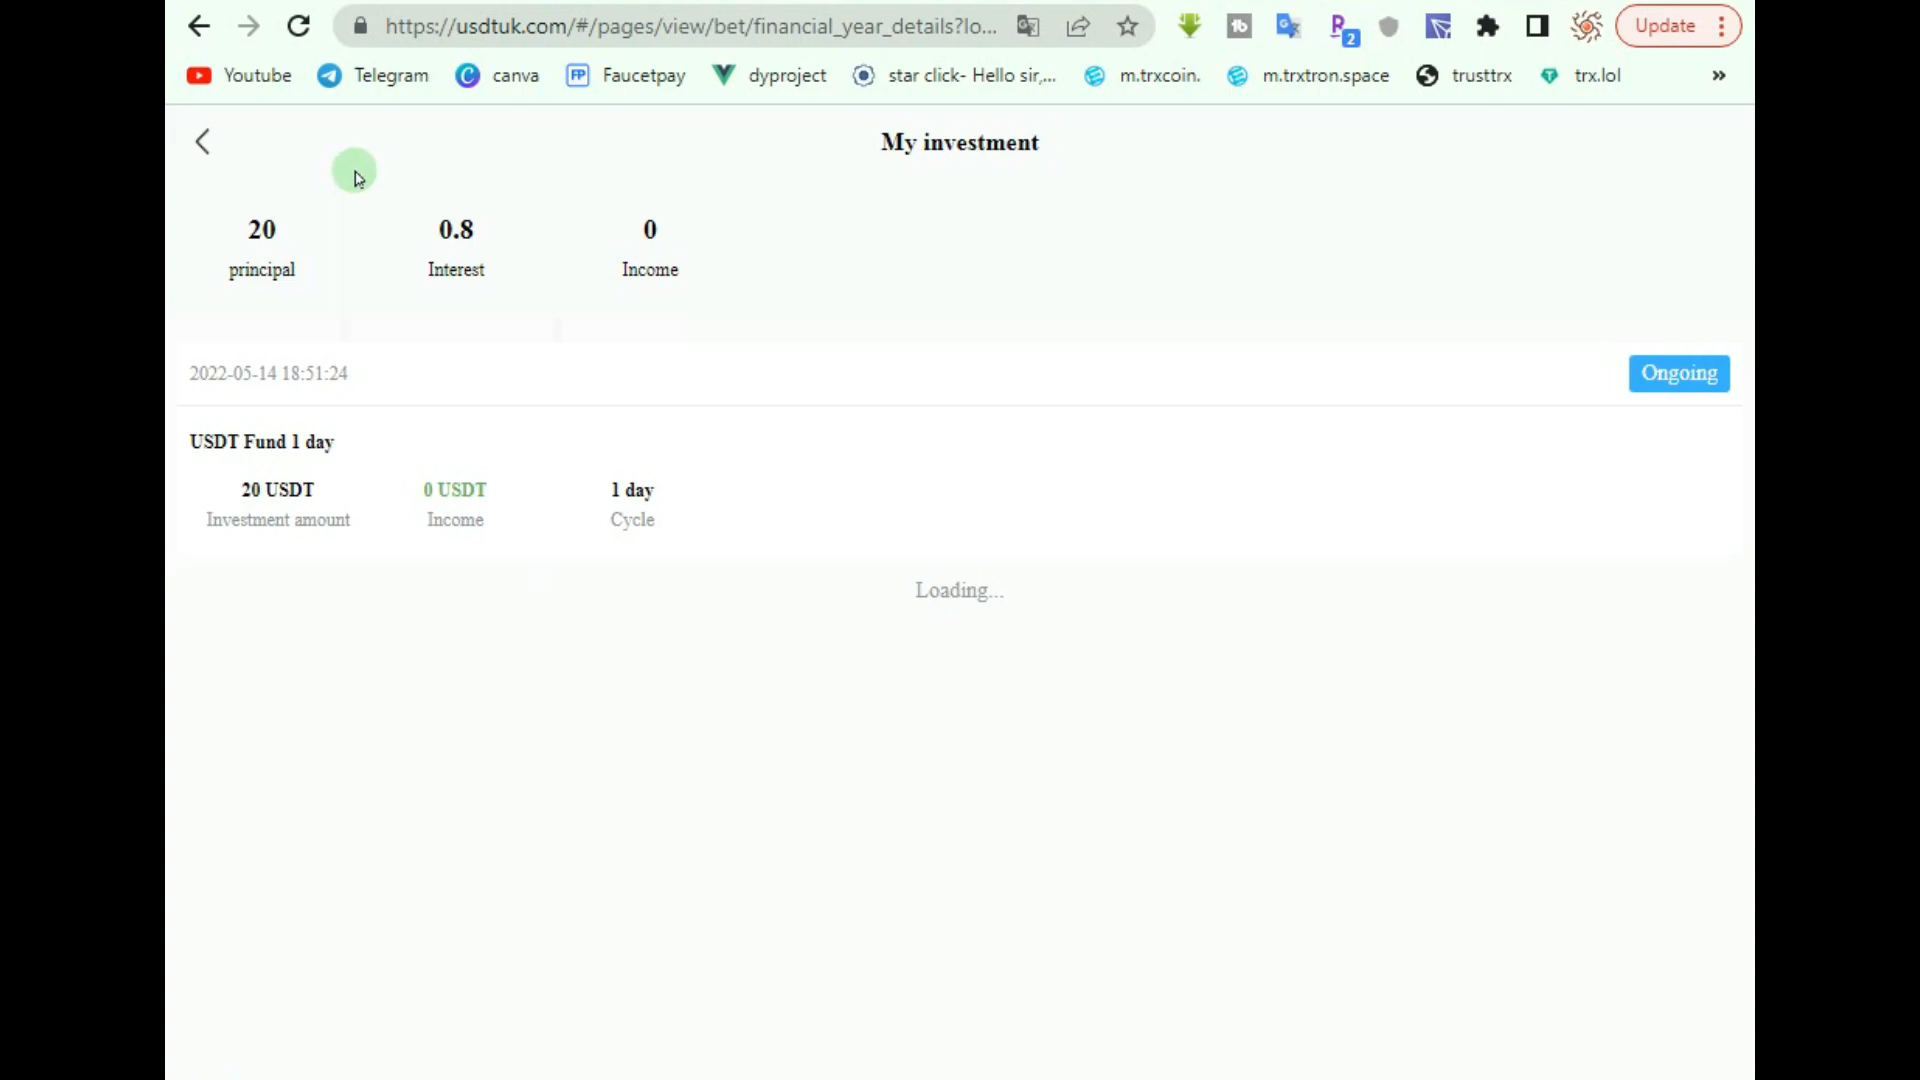 https://usdtuk.com/#/pages/view/bet/financial_year_details?lo... Update
Youtube Telegram canva Faucetpay dyproject star click- Hello sir,... m.trxcoin. m.trxtron.space trusttrx trx.lol »
My investment
20 0.8 0
principal Interest Income
2022-05-14 18:51:24 Ongoing
USDT Fund 1 day
20 USDT 0 USDT 1 day
Investment amount Income Cycle
Loading...